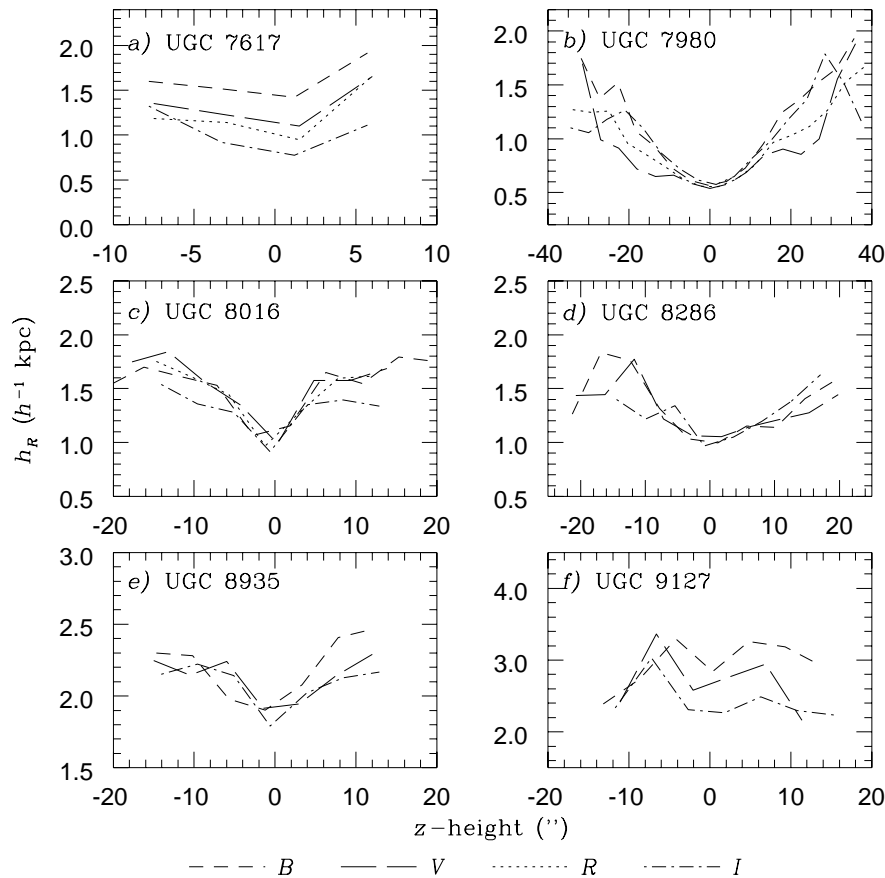 a) UGC 7617
b) UGC 7980
2.0
1.5
1.0
0.5
0.0
-10 -5 0 5 10
2.0
1.5
1.0
0.5
-40 -20 0 20 40
c) UGC 8016
d) UGC 8286
2.5
2.0
1.5
1.0
0.5
-20 -10 0 10 20
2.5
2.0
1.5
1.0
0.5
-20 -10 0 10 20
h_R (h⁻¹ kpc)
e) UGC 8935
f) UGC 9127
3.0
2.5
2.0
1.5
-20 -10 0 10 20
4.0
3.0
2.0
-20 -10 0 10 20
z-height (’’)
B V R I